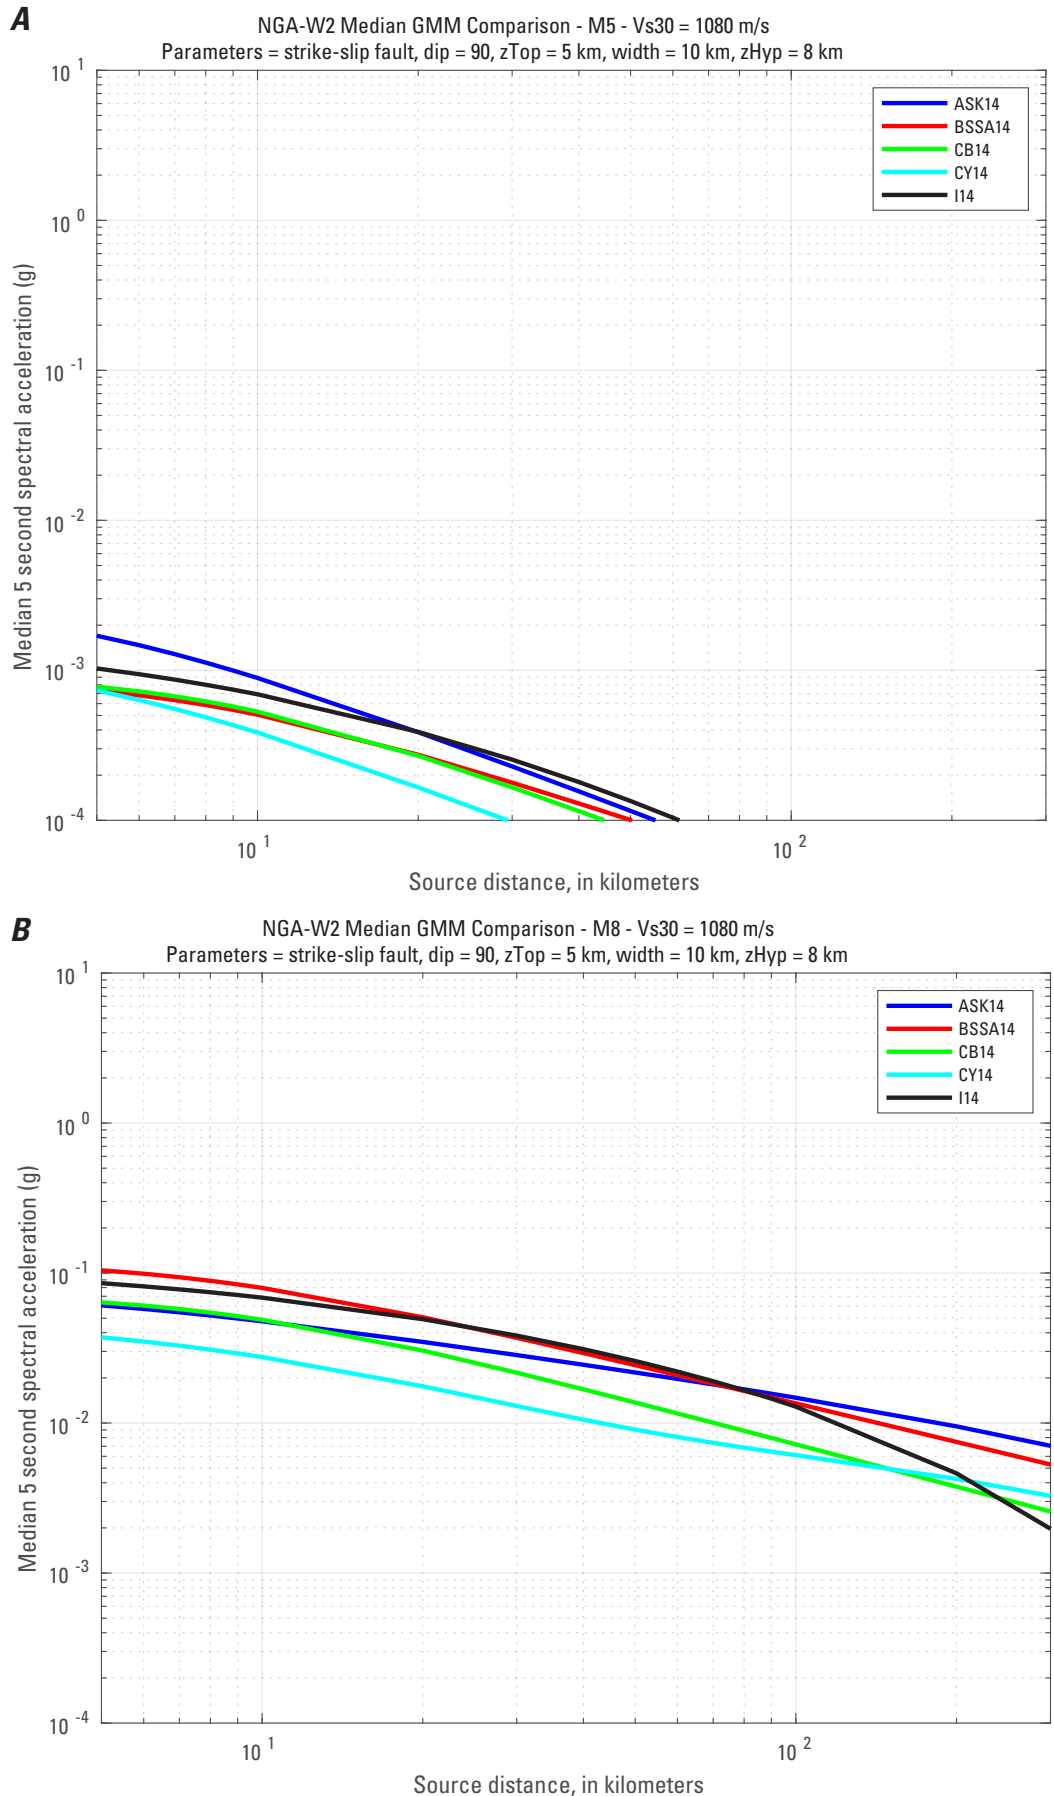 A
NGA-W2 Median GMM Comparison - M5 - Vs30 = 1080 m/s
Parameters = strike-slip fault, dip = 90, zTop = 5 km, width = 10 km, zHyp = 8 km
10 1
10 0
10 -1
10 -2
10 -3
10 -4
Median 5 second spectral acceleration (g)
ASK14
BSSA14
CB14
CY14
I14
10 1
10 2
Source distance, in kilometers
B
NGA-W2 Median GMM Comparison - M8 - Vs30 = 1080 m/s
Parameters = strike-slip fault, dip = 90, zTop = 5 km, width = 10 km, zHyp = 8 km
10 1
10 0
10 -1
10 -2
10 -3
10 -4
Median 5 second spectral acceleration (g)
ASK14
BSSA14
CB14
CY14
I14
10 1
10 2
Source distance, in kilometers